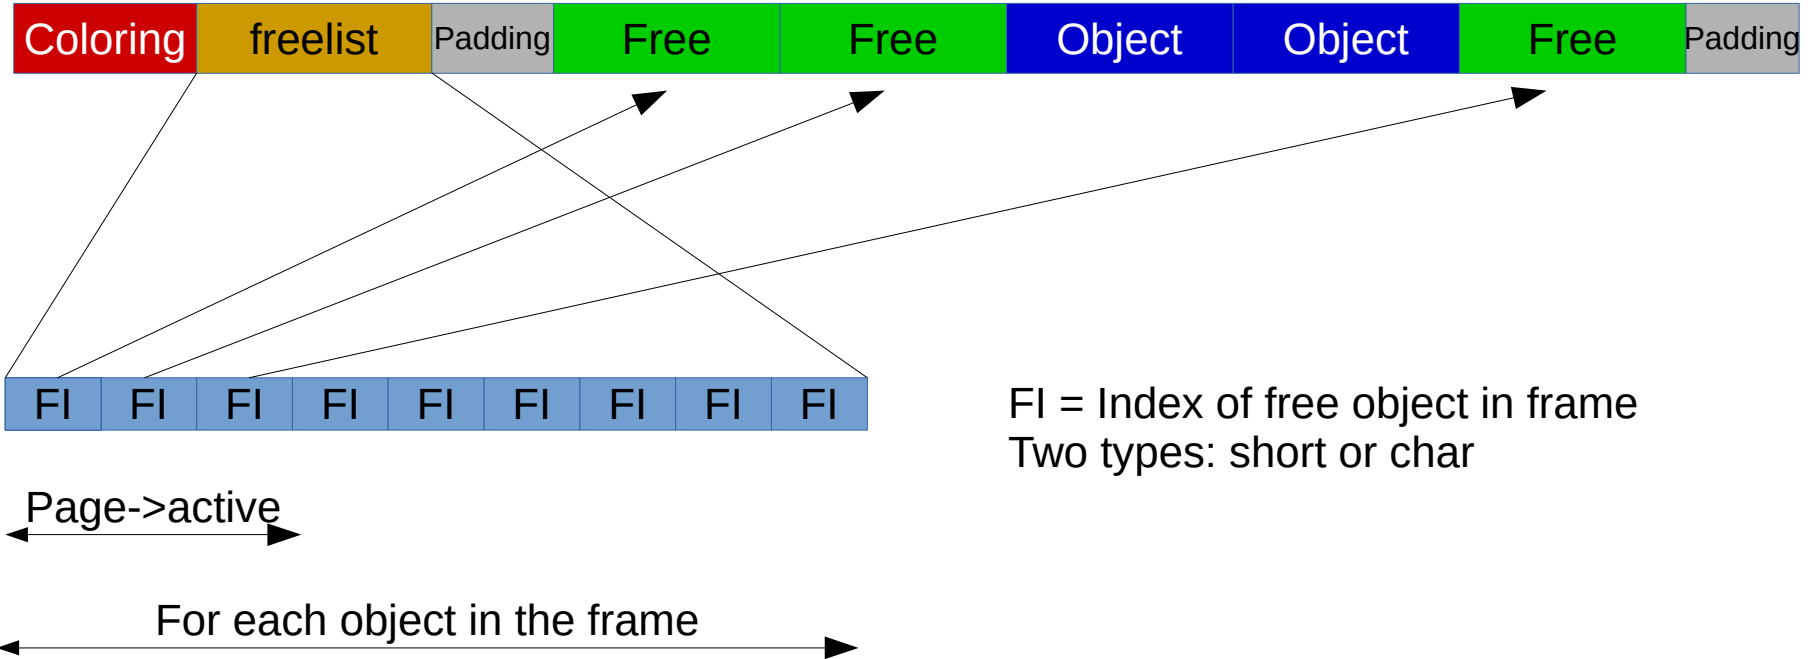 Coloring freelist Padding Free Free Object Object Free Padding
FI FI FI FI FI FI FI FI FI
FI = Index of free object in frame
Two types: short or char
Page->active
For each object in the frame